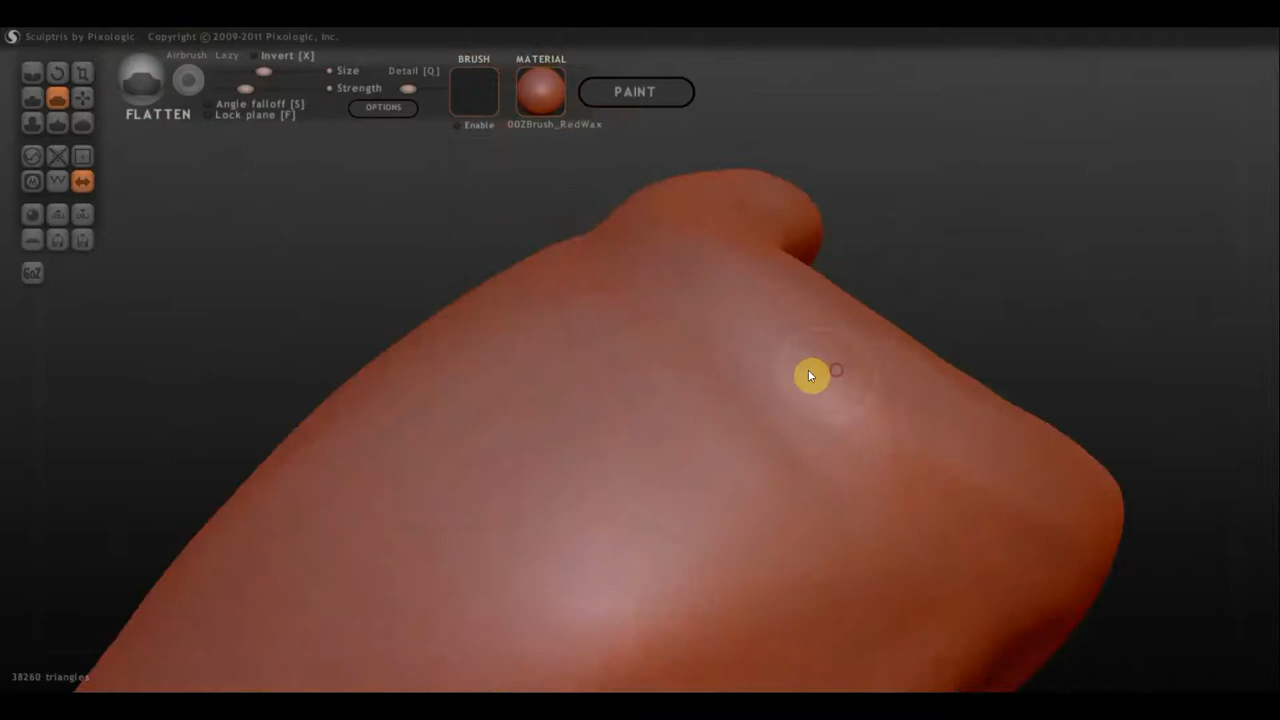 Sculptris by Pixologic Copyright © 2009-2011 Pixologic, Inc.
Airbrush Lazy Invert [X]
Size Detail [Q]
Strength
Angle falloff [S]
Lock plane [F]
OPTIONS
FLATTEN
BRUSH
Enable
MATERIAL
00ZBrush_RedWax
PAINT
GoZ
38260 triangles